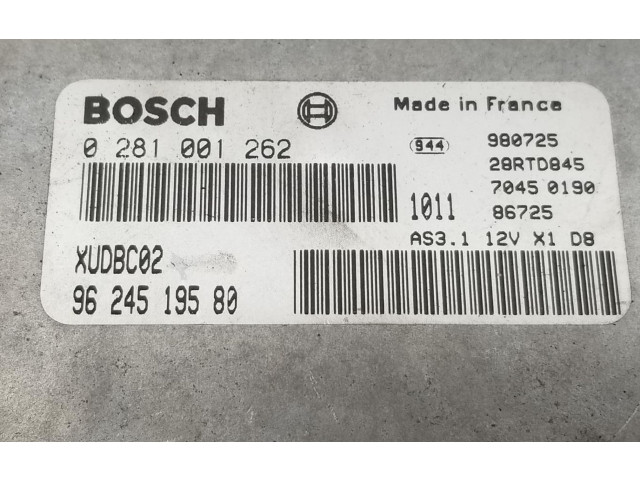 BOSCH
Made in France
0 281 001 262
944
980725
28RTD845
7045 0190
1011
86725
AS3.1 12V X1 D8
XUDBC02
96 245 195 80